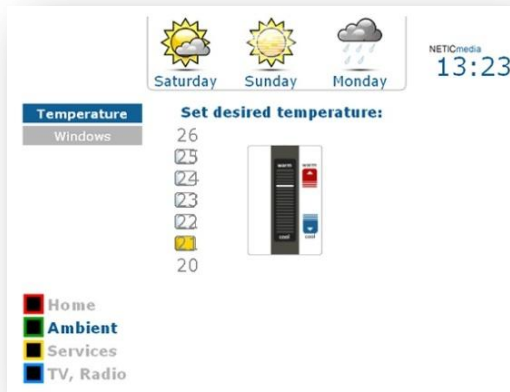 Saturday Sunday Monday
NETICmedia
13:23
Temperature
Windows
Set desired temperature:
26
25
24
23
22
21
20
warm
warm
cool
cool
Home
Ambient
Services
TV, Radio